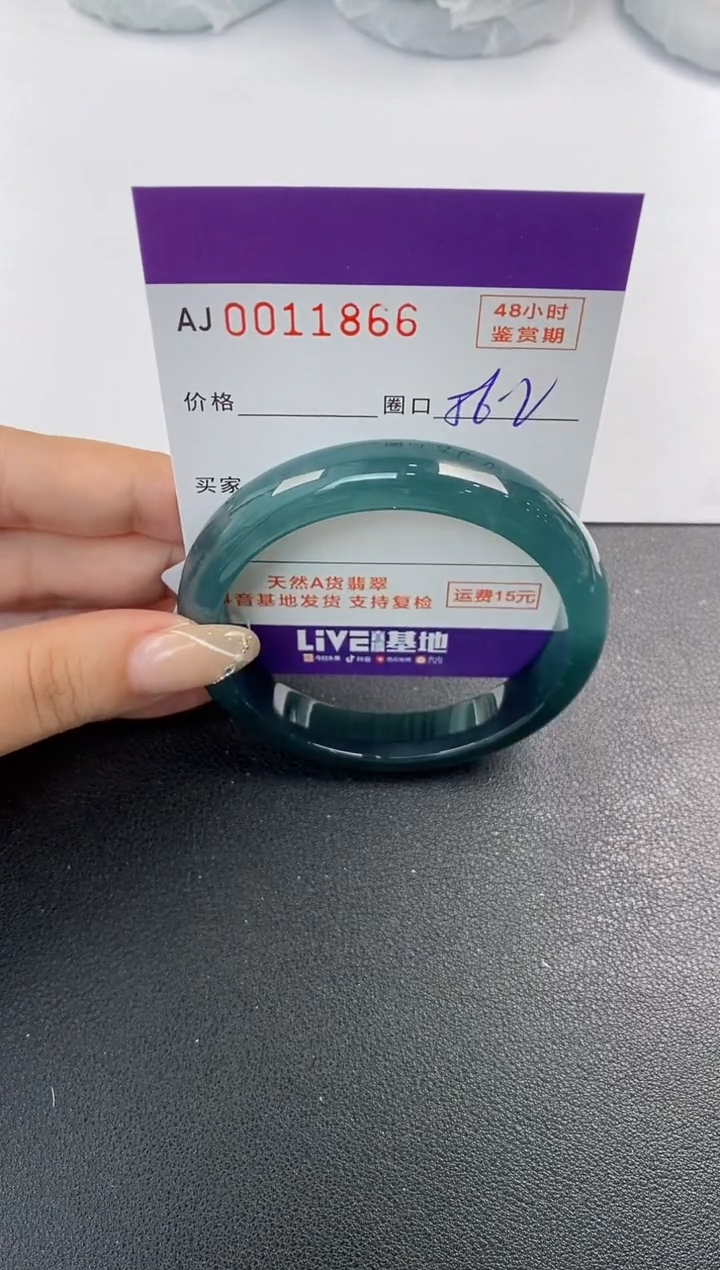 AJ 0011866
48小时
鉴赏期
价格 圈口 56.2
买家
天然A货翡翠
音基地发货 支持复检
运费15元
LiVE 基地